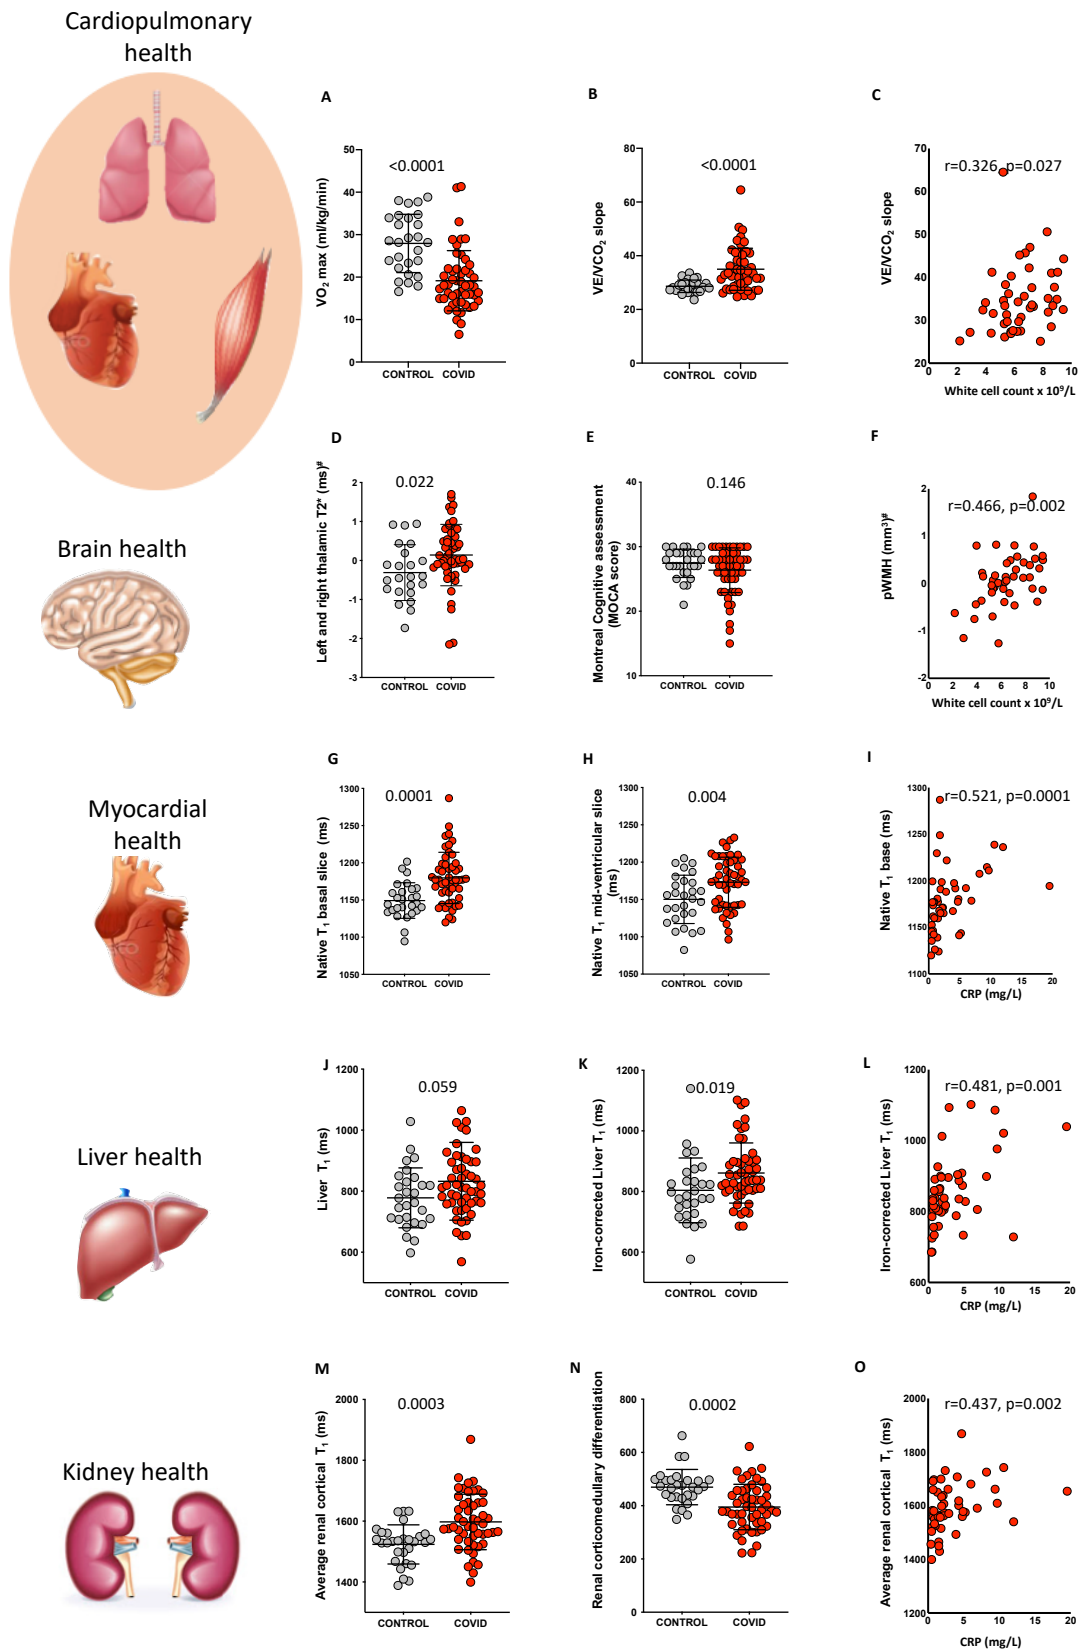 Cardiopulmonary
health
A
B
C
VO2 max (ml/kg/min)
50
40
30
20
10
0
<0.0001
CONTROL COVID
VE/VCO2 slope
80
60
40
20
0
<0.0001
CONTROL COVID
VE/VCO2 slope
70
60
50
40
30
20
r=0.326, p=0.027
0 2 4 6 8 10
White cell count x 10⁹/L
Brain health
D
E
F
Left and right thalamic T2* (ms)#
2
1
0
-1
-2
-3
0.022
CONTROL COVID
Montreal Cognitive assessment
(MOCA score)
40
30
20
10
0.146
CONTROL COVID
pWMH (mm³)#
2
1
0
-1
-2
r=0.466, p=0.002
0 2 4 6 8 10
White cell count x 10⁹/L
Myocardial
health
G
H
I
Native T1 basal slice (ms)
1300
1250
1200
1150
1100
1050
0.0001
CONTROL COVID
Native T1 mid-ventricular slice
(ms)
1300
1250
1200
1150
1100
1050
0.004
CONTROL COVID
Native T1 base (ms)
1300
1250
1200
1150
1100
r=0.521, p=0.0001
0 5 10 15 20
CRP (mg/L)
Liver health
J
K
L
Liver T1 (ms)
1200
1000
800
600
0.059
CONTROL COVID
Iron-corrected Liver T1 (ms)
1200
1000
800
600
0.019
CONTROL COVID
Iron-corrected Liver T1 (ms)
1200
1000
800
600
r=0.481, p=0.001
0 5 10 15 20
CRP (mg/L)
Kidney health
M
N
O
Average renal cortical T1 (ms)
2000
1800
1600
1400
0.0003
CONTROL COVID
Renal corticomedullary differentiation
800
600
400
200
0
0.0002
CONTROL COVID
Average renal cortical T1 (ms)
2000
1800
1600
1400
1200
r=0.437, p=0.002
0 5 10 15 20
CRP (mg/L)